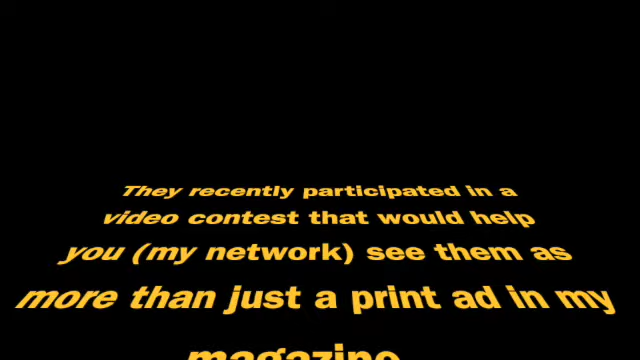 They recently participated in a
video contest that would help
you (my network) see them as
more than just a print ad in my
magazine